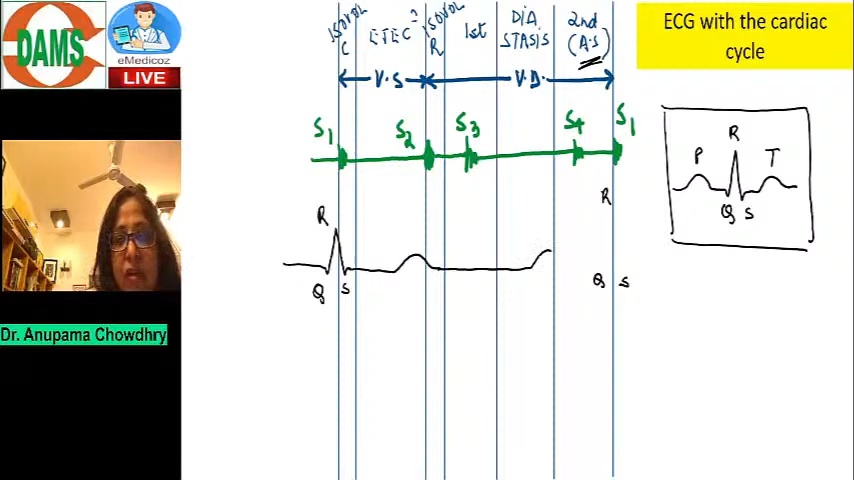 DAMS
eMedicoz
LIVE
Dr. Anupama Chowdhry
ISOVOL
C
EJEC?
ISOVOL
R
1st
DIA
STASIS
2nd
(A.S)
V.S
V.D.
S1
S2
S3
S4
S1
R
Q S
R
Q S
ECG with the cardiac
cycle
R
P T
Q S